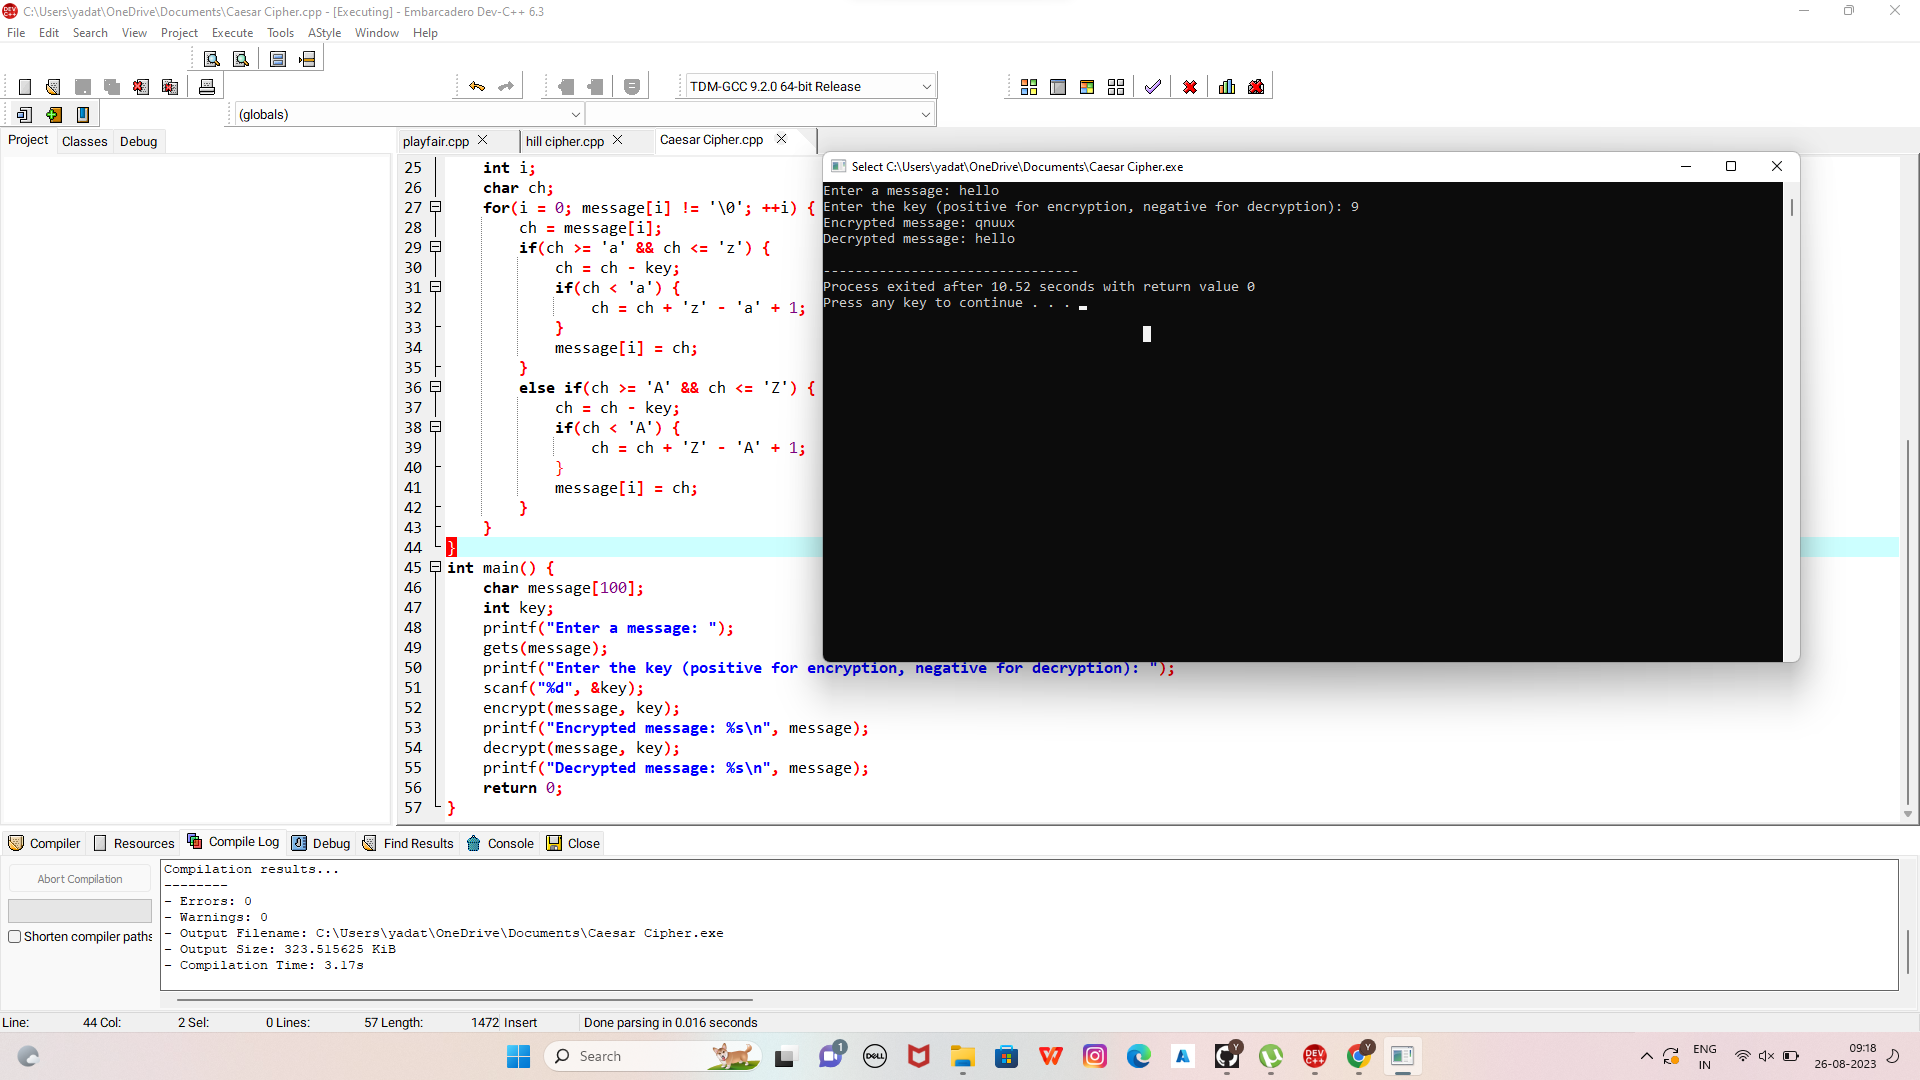 C:\Users\yadat\OneDrive\Documents\Caesar Cipher.cpp - [Executing] - Embarcadero Dev-C++ 6.3
File Edit Search View Project Execute Tools AStyle Window Help
TDM-GCC 9.2.0 64-bit Release
(globals)
Project Classes Debug
playfair.cpp hill cipher.cpp Caesar Cipher.cpp
25 int i;
26 char ch;
27 for(i = 0; message[i] != '\0'; ++i) {
28 ch = message[i];
29 if(ch >= 'a' && ch <= 'z') {
30 ch = ch - key;
31 if(ch < 'a') {
32 ch = ch + 'z' - 'a' + 1;
33 }
34 message[i] = ch;
35 }
36 else if(ch >= 'A' && ch <= 'Z') {
37 ch = ch - key;
38 if(ch < 'A') {
39 ch = ch + 'Z' - 'A' + 1;
40 }
41 message[i] = ch;
42 }
43 }
44 }
45 int main() {
46 char message[100];
47 int key;
48 printf("Enter a message: ");
49 gets(message);
50 printf("Enter the key (positive for encryption, negative for decryption): ");
51 scanf("%d", &key);
52 encrypt(message, key);
53 printf("Encrypted message: %s\n", message);
54 decrypt(message, key);
55 printf("Decrypted message: %s\n", message);
56 return 0;
57 }
Select C:\Users\yadat\OneDrive\Documents\Caesar Cipher.exe
Enter a message: hello
Enter the key (positive for encryption, negative for decryption): 9
Encrypted message: qnuux
Decrypted message: hello
--------------------------------
Process exited after 10.52 seconds with return value 0
Press any key to continue . . .
Compiler Resources Compile Log Debug Find Results Console Close
Abort Compilation
Shorten compiler paths
Compilation results...
--------
- Errors: 0
- Warnings: 0
- Output Filename: C:\Users\yadat\OneDrive\Documents\Caesar Cipher.exe
- Output Size: 323.515625 KiB
- Compilation Time: 3.17s
Line: 44 Col: 2 Sel: 0 Lines: 57 Length: 1472 Insert Done parsing in 0.016 seconds
Search
1
DELL
Y
DEV C++
Y
ENG
IN
09:18
26-08-2023